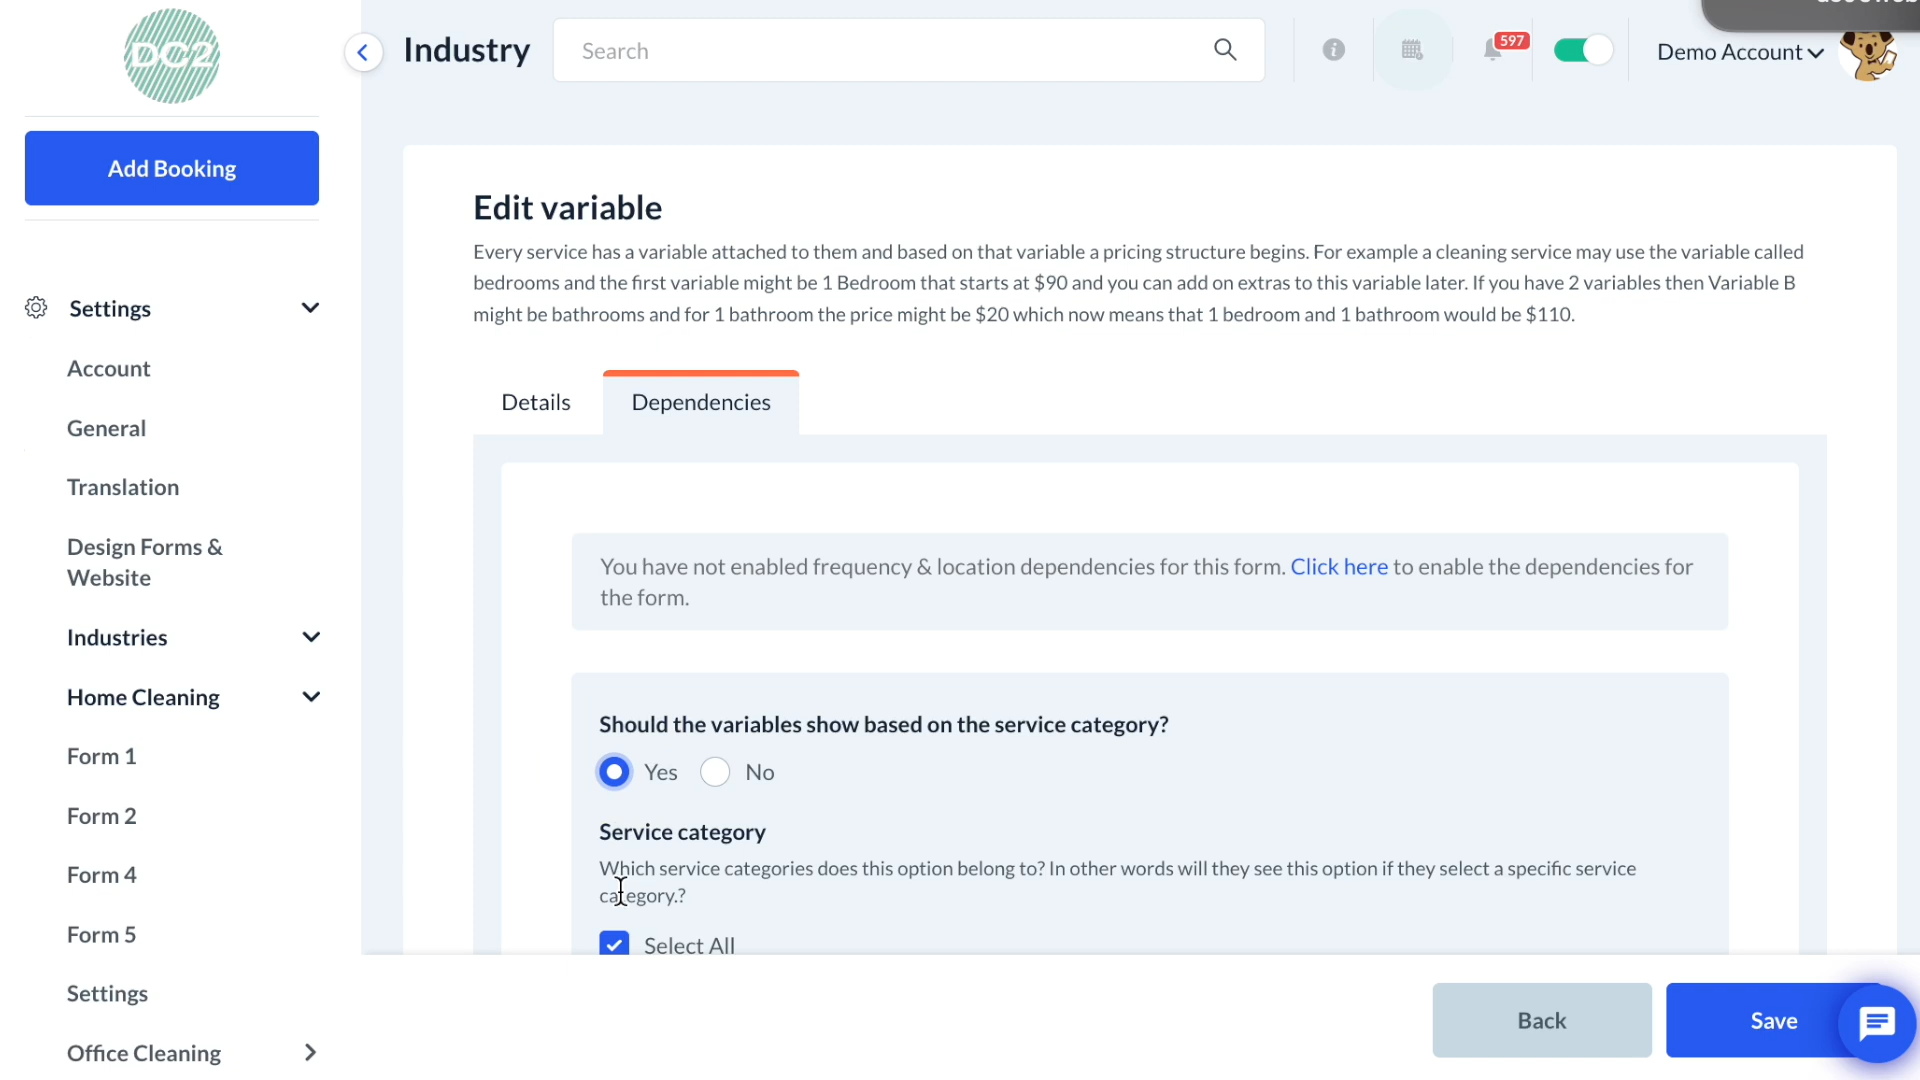 DC2
Industry
Search
597
Demo Account
Add Booking
Settings
Account
General
Translation
Design Forms &
Website
Industries
Home Cleaning
Form 1
Form 2
Form 4
Form 5
Settings
Office Cleaning
Edit variable
Every service has a variable attached to them and based on that variable a pricing structure begins. For example a cleaning service may use the variable called
bedrooms and the first variable might be 1 Bedroom that starts at $90 and you can add on extras to this variable later. If you have 2 variables then Variable B
might be bathrooms and for 1 bathroom the price might be $20 which now means that 1 bedroom and 1 bathroom would be $110.
Details
Dependencies
You have not enabled frequency & location dependencies for this form. Click here to enable the dependencies for
the form.
Should the variables show based on the service category?
Yes No
Service category
Which service categories does this option belong to? In other words will they see this option if they select a specific service
category.?
Select All
Back
Save